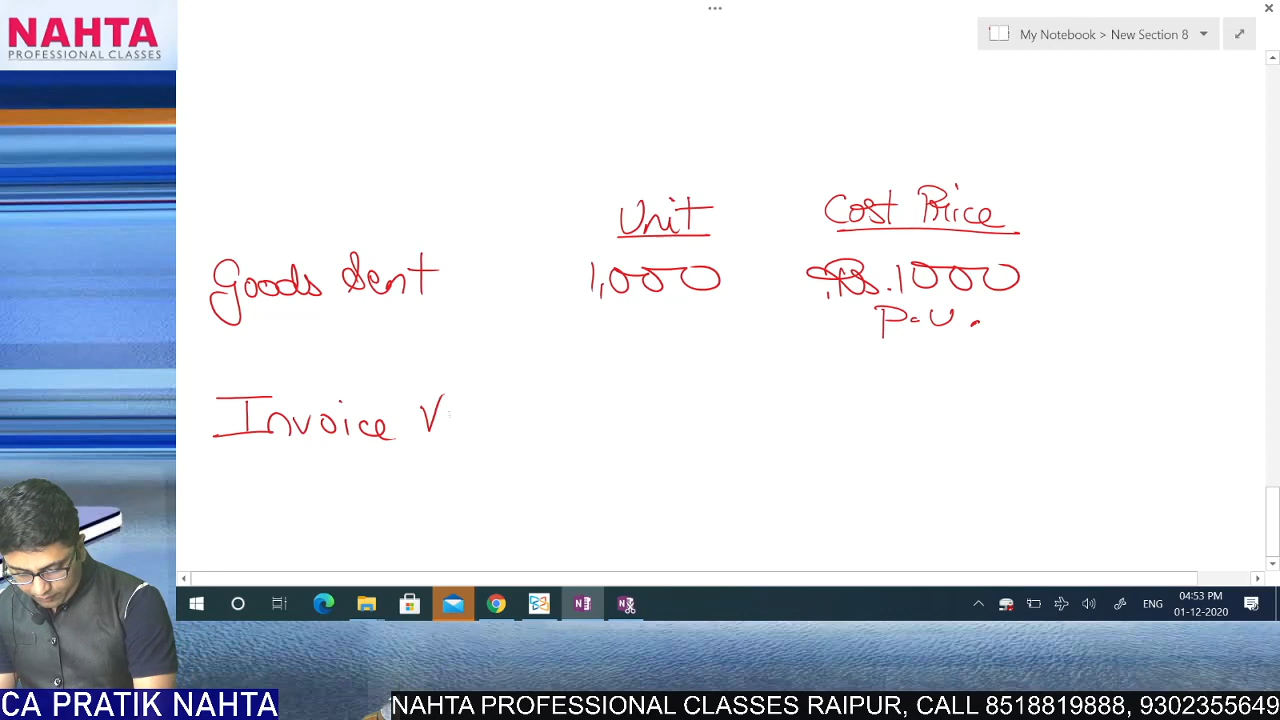 NAHTA
PROFESSIONAL CLASSES
My Notebook > New Section 8
Unit Cost Price
Goods Sent 1,000 @Rs.1000
P.U.
Invoice V
ENG
04:53 PM
01-12-2020
CA PRATIK NAHTA
NAHTA PROFESSIONAL CLASSES RAIPUR, CALL 8518819888, 9302355649